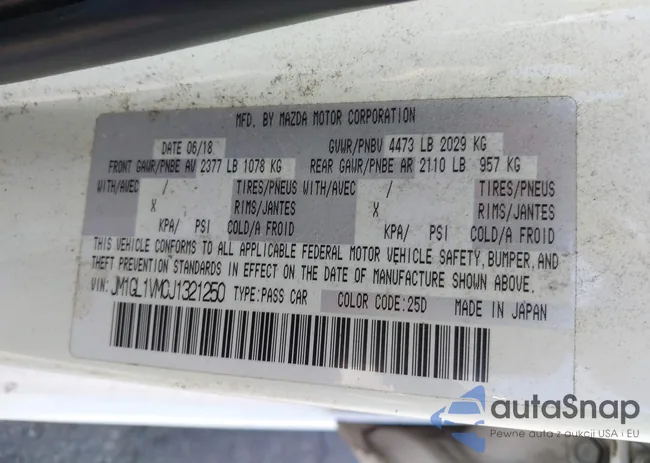 MFD. BY MAZDA MOTOR CORPORATION
DATE 06/18 GVWR/PNBV 4473 LB 2029 KG
FRONT GAWR/PNBE AV 2377 LB 1078 KG REAR GAWR/PNBE AR 2110 LB 957 KG
WITH/AVEC / TIRES/PNEUS WITH/AVEC / TIRES/PNEUS
X RIMS/JANTES X RIMS/JANTES
KPA/ PSI COLD/A FROID KPA/ PSI COLD/A FROID
THIS VEHICLE CONFORMS TO ALL APPLICABLE FEDERAL MOTOR VEHICLE SAFETY, BUMPER, AND
THEFT PREVENTION STANDARDS IN EFFECT ON THE DATE OF MANUFACTURE SHOWN ABOVE.
VIN: JM1GL1VM0J1321250 TYPE:PASS CAR COLOR CODE:25D MADE IN JAPAN
autoSnap
Pewne auta z aukcji USA i EU